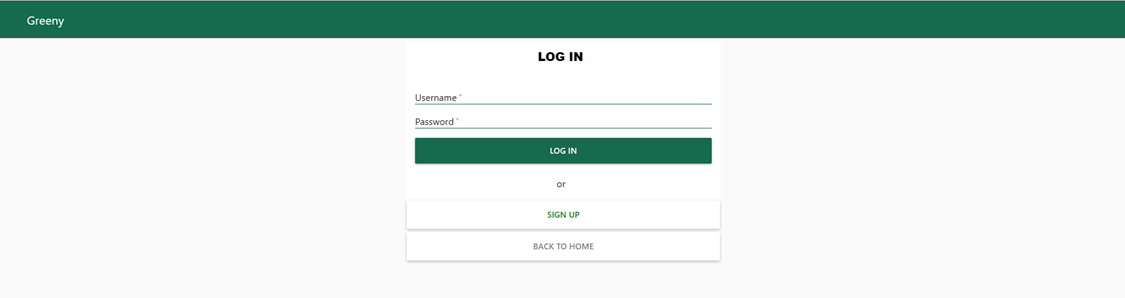 Greeny
LOG IN
Username *
Password *
LOG IN
or
SIGN UP
BACK TO HOME